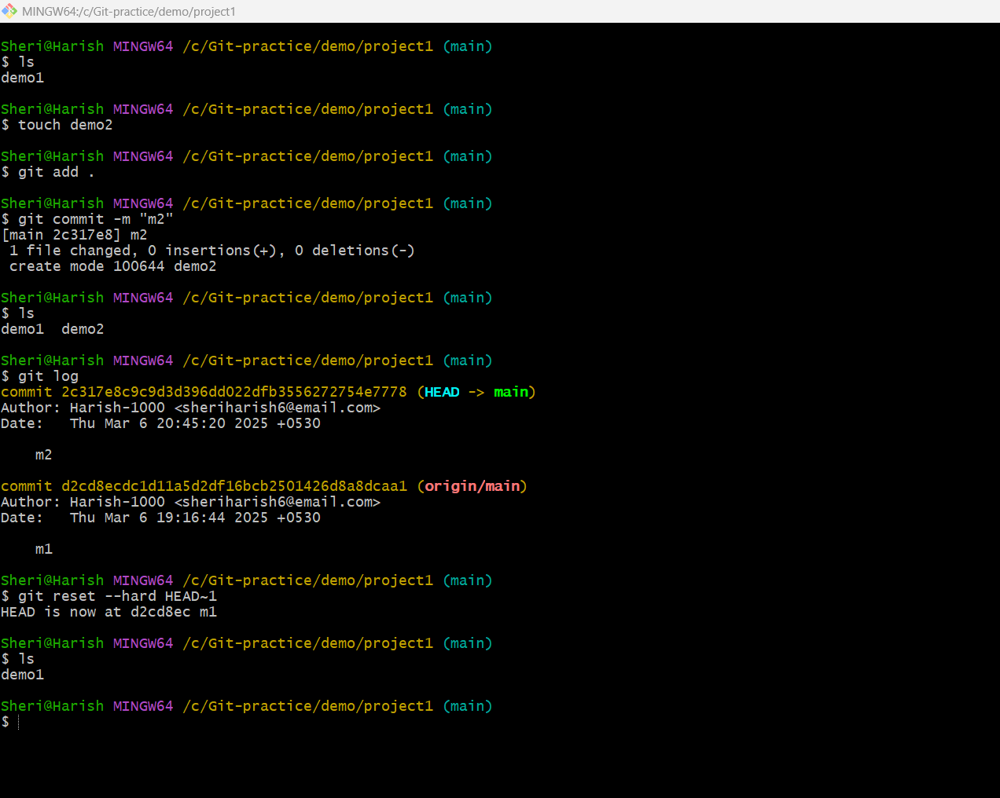 MINGW64:/c/Git-practice/demo/project1
Sheri@Harish MINGW64 /c/Git-practice/demo/project1 (main)
$ ls
demo1
Sheri@Harish MINGW64 /c/Git-practice/demo/project1 (main)
$ touch demo2
Sheri@Harish MINGW64 /c/Git-practice/demo/project1 (main)
$ git add .
Sheri@Harish MINGW64 /c/Git-practice/demo/project1 (main)
$ git commit -m "m2"
[main 2c317e8] m2
 1 file changed, 0 insertions(+), 0 deletions(-)
 create mode 100644 demo2
Sheri@Harish MINGW64 /c/Git-practice/demo/project1 (main)
$ ls
demo1  demo2
Sheri@Harish MINGW64 /c/Git-practice/demo/project1 (main)
$ git log
commit 2c317e8c9c9d3d396dd022dfb3556272754e7778 (HEAD -> main)
Author: Harish-1000 <sheriharish6@email.com>
Date:   Thu Mar 6 20:45:20 2025 +0530
    m2
commit d2cd8ecdc1d11a5d2df16bcb2501426d8a8dcaa1 (origin/main)
Author: Harish-1000 <sheriharish6@email.com>
Date:   Thu Mar 6 19:16:44 2025 +0530
    m1
Sheri@Harish MINGW64 /c/Git-practice/demo/project1 (main)
$ git reset --hard HEAD~1
HEAD is now at d2cd8ec m1
Sheri@Harish MINGW64 /c/Git-practice/demo/project1 (main)
$ ls
demo1
Sheri@Harish MINGW64 /c/Git-practice/demo/project1 (main)
$